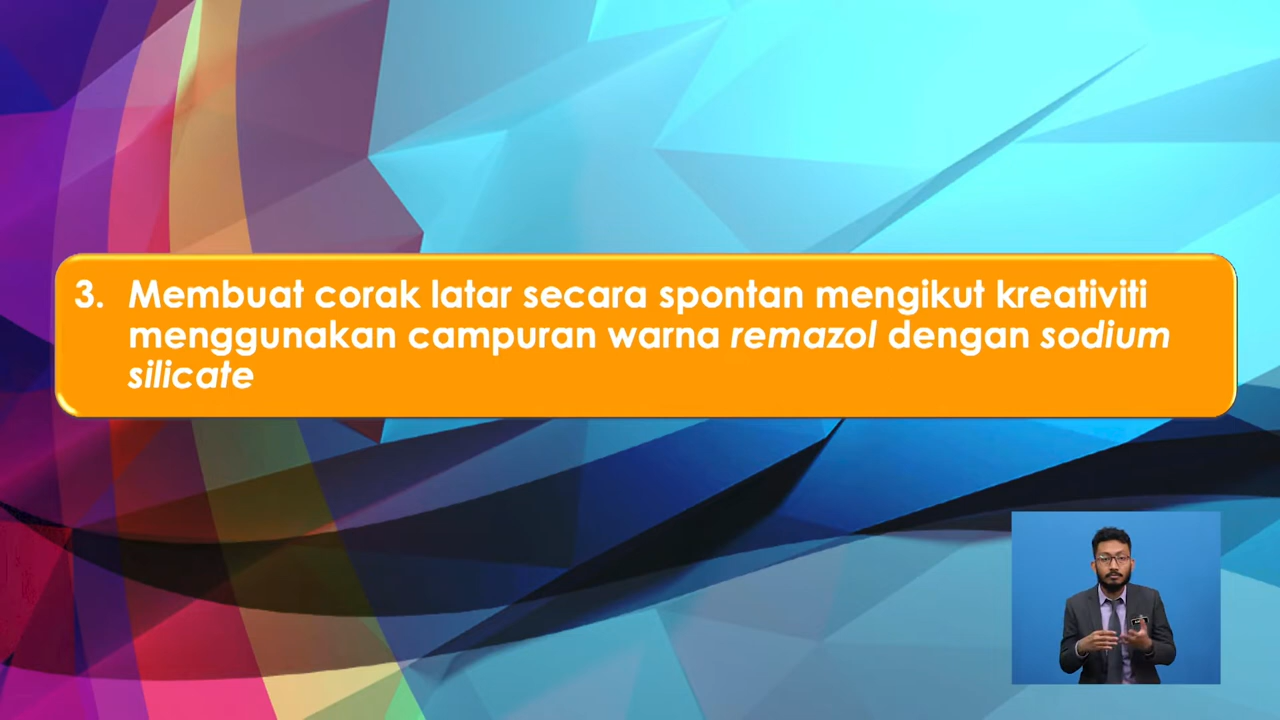 3. Membuat corak latar secara spontan mengikut kreativiti
menggunakan campuran warna remazol dengan sodium
silicate